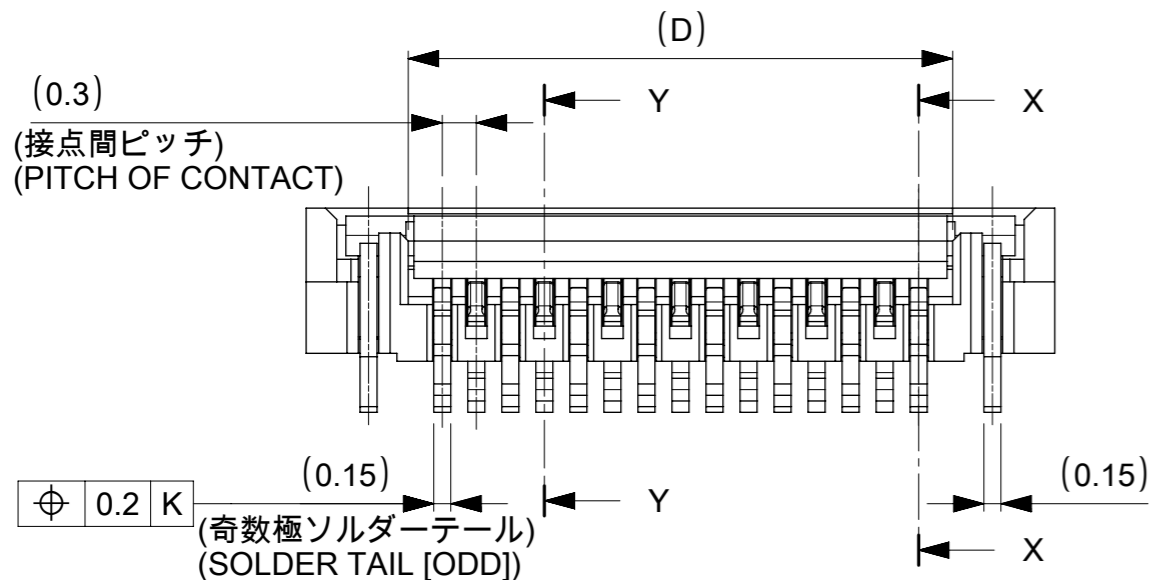 (D)
(0.3)
Y
X
(接点間ピッチ)
(PITCH OF CONTACT)
(0.15)
(0.15)
⌖ 0.2 K
Y
(奇数極ソルダーテール)
(SOLDER TAIL [ODD])
X